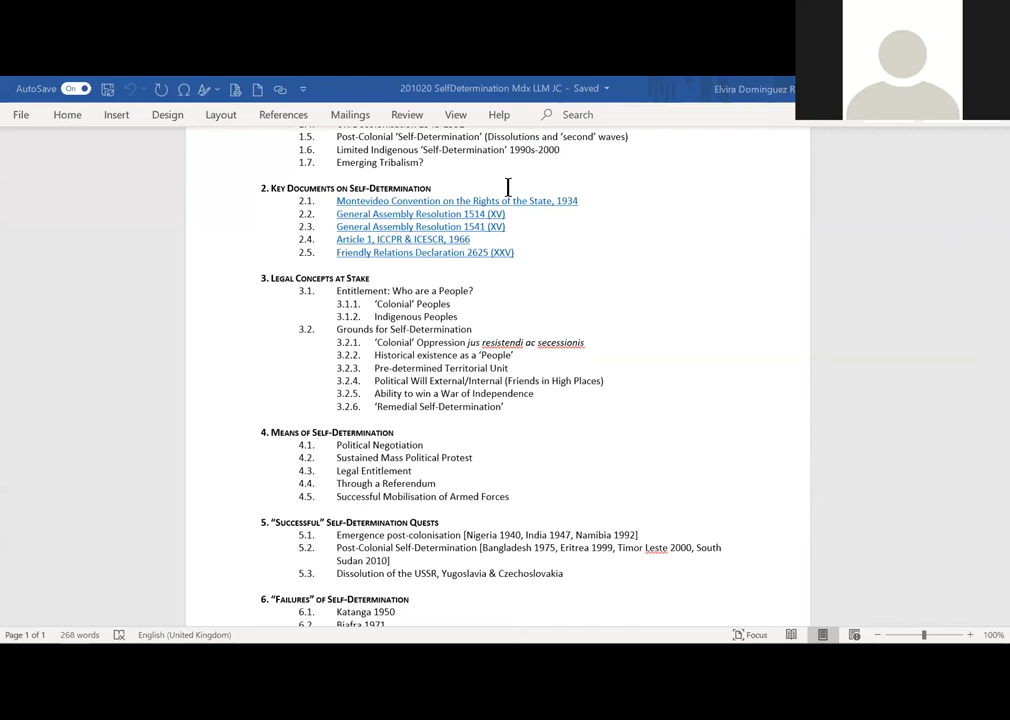 AutoSave On 201020 SelfDetermination Mdx LLM JC - Saved Elvira Dominguez R
File Home Insert Design Layout References Mailings Review View Help Search
1.5. Post-Colonial ‘Self-Determination’ (Dissolutions and ‘second’ waves)
1.6. Limited Indigenous ‘Self-Determination’ 1990s-2000
1.7. Emerging Tribalism?
2. KEY DOCUMENTS ON SELF-DETERMINATION
2.1. Montevideo Convention on the Rights of the State, 1934
2.2. General Assembly Resolution 1514 (XV)
2.3. General Assembly Resolution 1541 (XV)
2.4. Article 1, ICCPR & ICESCR, 1966
2.5. Friendly Relations Declaration 2625 (XXV)
3. LEGAL CONCEPTS AT STAKE
3.1. Entitlement: Who are a People?
3.1.1. ‘Colonial’ Peoples
3.1.2. Indigenous Peoples
3.2. Grounds for Self-Determination
3.2.1. ‘Colonial’ Oppression jus resistendi ac secessionis
3.2.2. Historical existence as a ‘People’
3.2.3. Pre-determined Territorial Unit
3.2.4. Political Will External/Internal (Friends in High Places)
3.2.5. Ability to win a War of Independence
3.2.6. ‘Remedial Self-Determination’
4. MEANS OF SELF-DETERMINATION
4.1. Political Negotiation
4.2. Sustained Mass Political Protest
4.3. Legal Entitlement
4.4. Through a Referendum
4.5. Successful Mobilisation of Armed Forces
5. “SUCCESSFUL” SELF-DETERMINATION QUESTS
5.1. Emergence post-colonisation [Nigeria 1940, India 1947, Namibia 1992]
5.2. Post-Colonial Self-Determination [Bangladesh 1975, Eritrea 1999, Timor Leste 2000, South
Sudan 2010]
5.3. Dissolution of the USSR, Yugoslavia & Czechoslovakia
6. “FAILURES” OF SELF-DETERMINATION
6.1. Katanga 1950
6.2. Biafra 1971
Page 1 of 1 268 words English (United Kingdom) Focus 100%